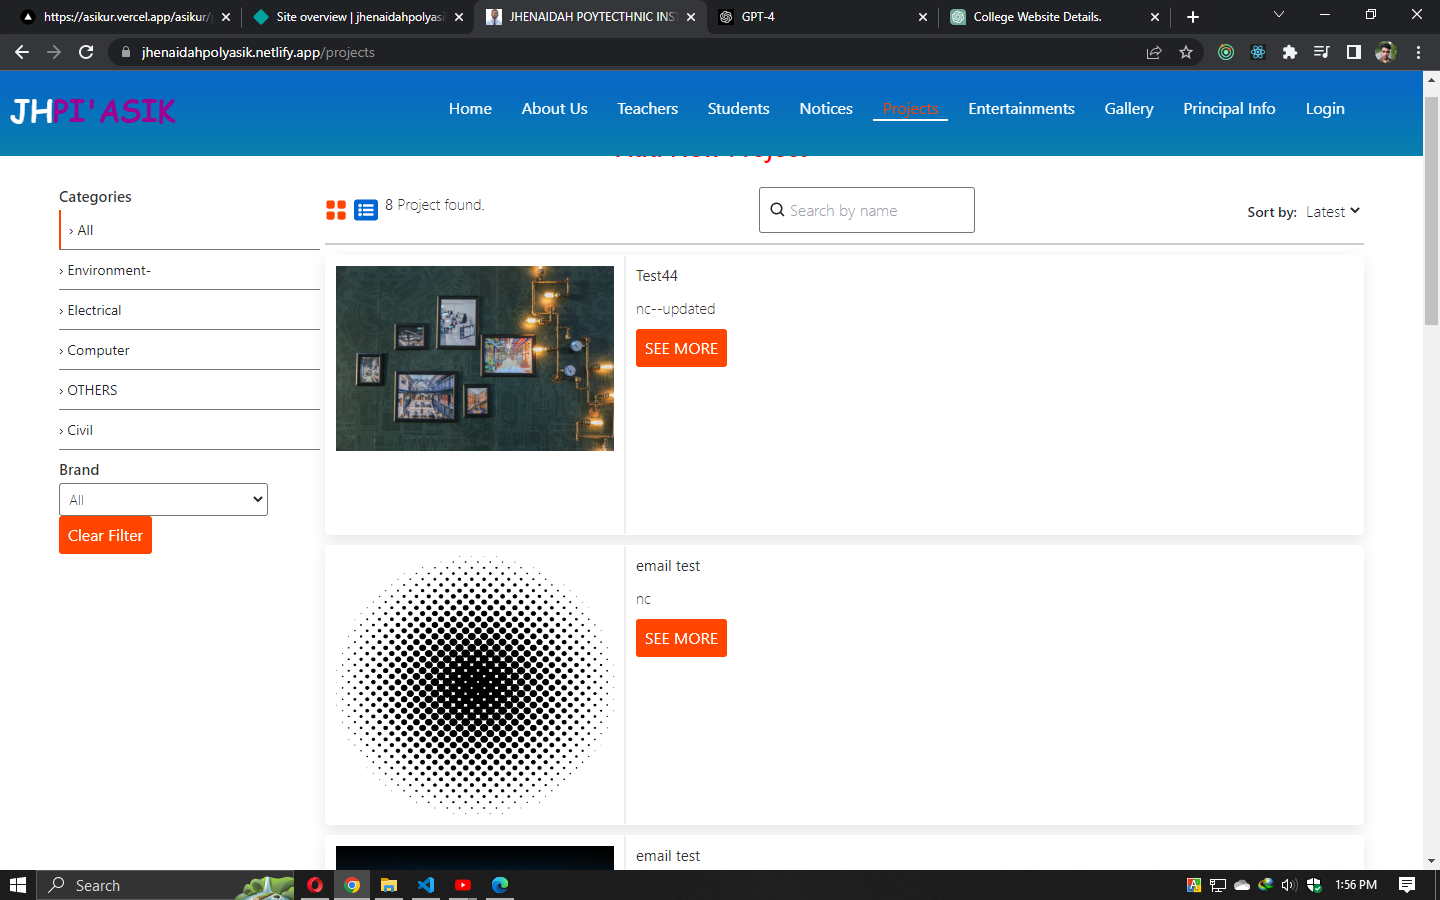 https://asikur.vercel.app/asikur/
Site overview | jhenaidahpolyasi
JHENAIDAH POYTECTHNIC INST
GPT-4
College Website Details.
jhenaidahpolyasik.netlify.app/projects
JHPI'ASIK
Home
About Us
Teachers
Students
Notices
Projects
Entertainments
Gallery
Principal Info
Login
Categories
› All
› Environment-
› Electrical
› Computer
› OTHERS
› Civil
Brand
All
Clear Filter
8 Project found.
Search by name
Sort by: Latest
Test44
nc--updated
SEE MORE
email test
nc
SEE MORE
email test
Search
1:56 PM